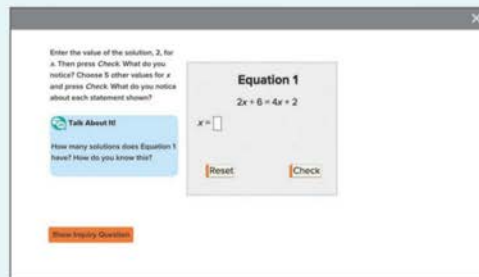 Enter the value of the solution, 2, for
x. Then press Check. What do you
notice? Choose 5 other values for x
and press Check. What do you notice
about each statement shown?
Talk About It!
How many solutions does Equation 1
have? How do you know this?
Equation 1
2x + 6 = 4x + 2
x =
Reset
Check
Show Inquiry Question